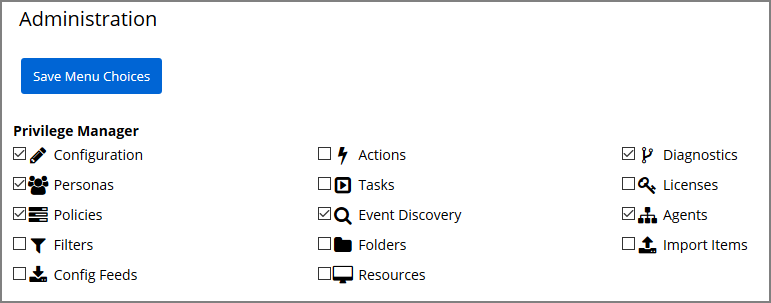 Administration
Save Menu Choices
Privilege Manager
Configuration
Actions
Diagnostics
Personas
Tasks
Licenses
Policies
Event Discovery
Agents
Filters
Folders
Import Items
Config Feeds
Resources